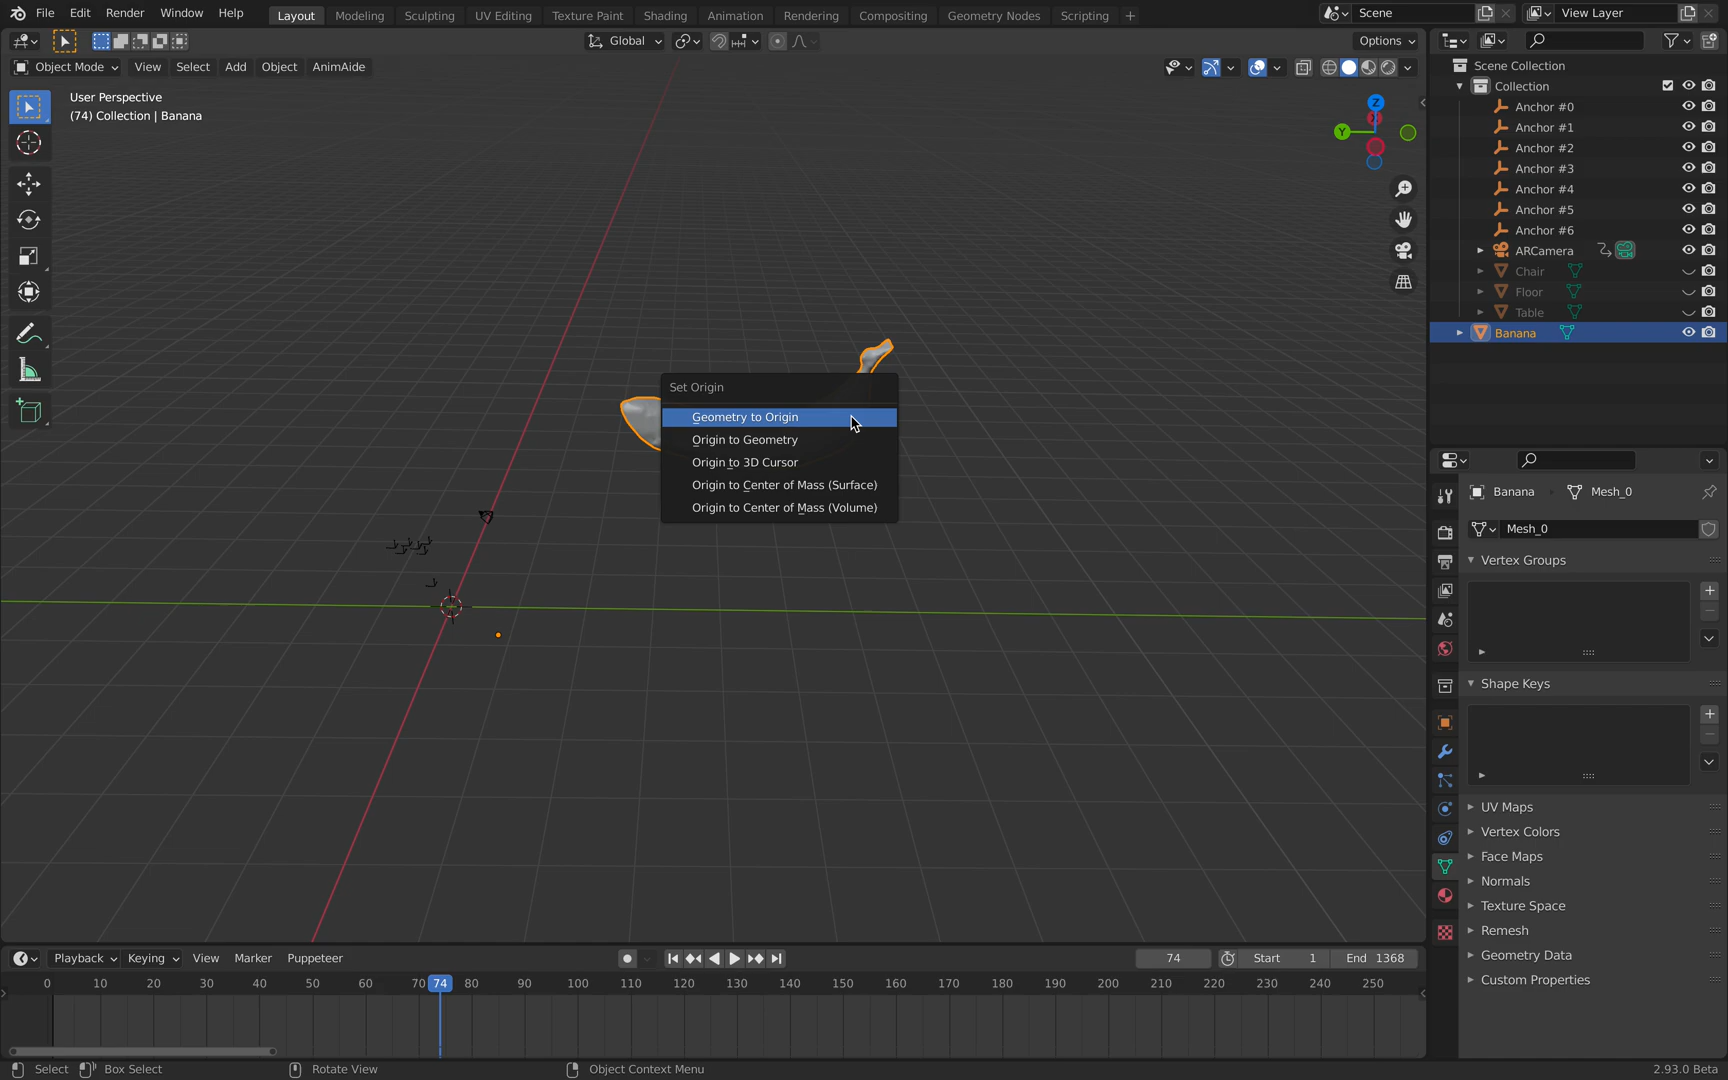 File Edit Render Window Help Layout Modeling Sculpting UV Editing Texture Paint Shading Animation Rendering Compositing Geometry Nodes Scripting + Scene View Layer
Global Options
Object Mode View Select Add Object AnimAide
User Perspective
(74) Collection | Banana
Z
Y
X
Set Origin
Geometry to Origin
Origin to Geometry
Origin to 3D Cursor
Origin to Center of Mass (Surface)
Origin to Center of Mass (Volume)
Scene Collection
Collection
Anchor #0
Anchor #1
Anchor #2
Anchor #3
Anchor #4
Anchor #5
Anchor #6
ARCamera
Chair
Floor
Table
Banana
Banana Mesh_0
Mesh_0
Vertex Groups
Shape Keys
UV Maps
Vertex Colors
Face Maps
Normals
Texture Space
Remesh
Geometry Data
Custom Properties
Playback Keying View Marker Puppeteer 74 Start 1 End 1368
0 10 20 30 40 50 60 70 74 80 90 100 110 120 130 140 150 160 170 180 190 200 210 220 230 240 250
Select Box Select Rotate View Object Context Menu 2.93.0 Beta